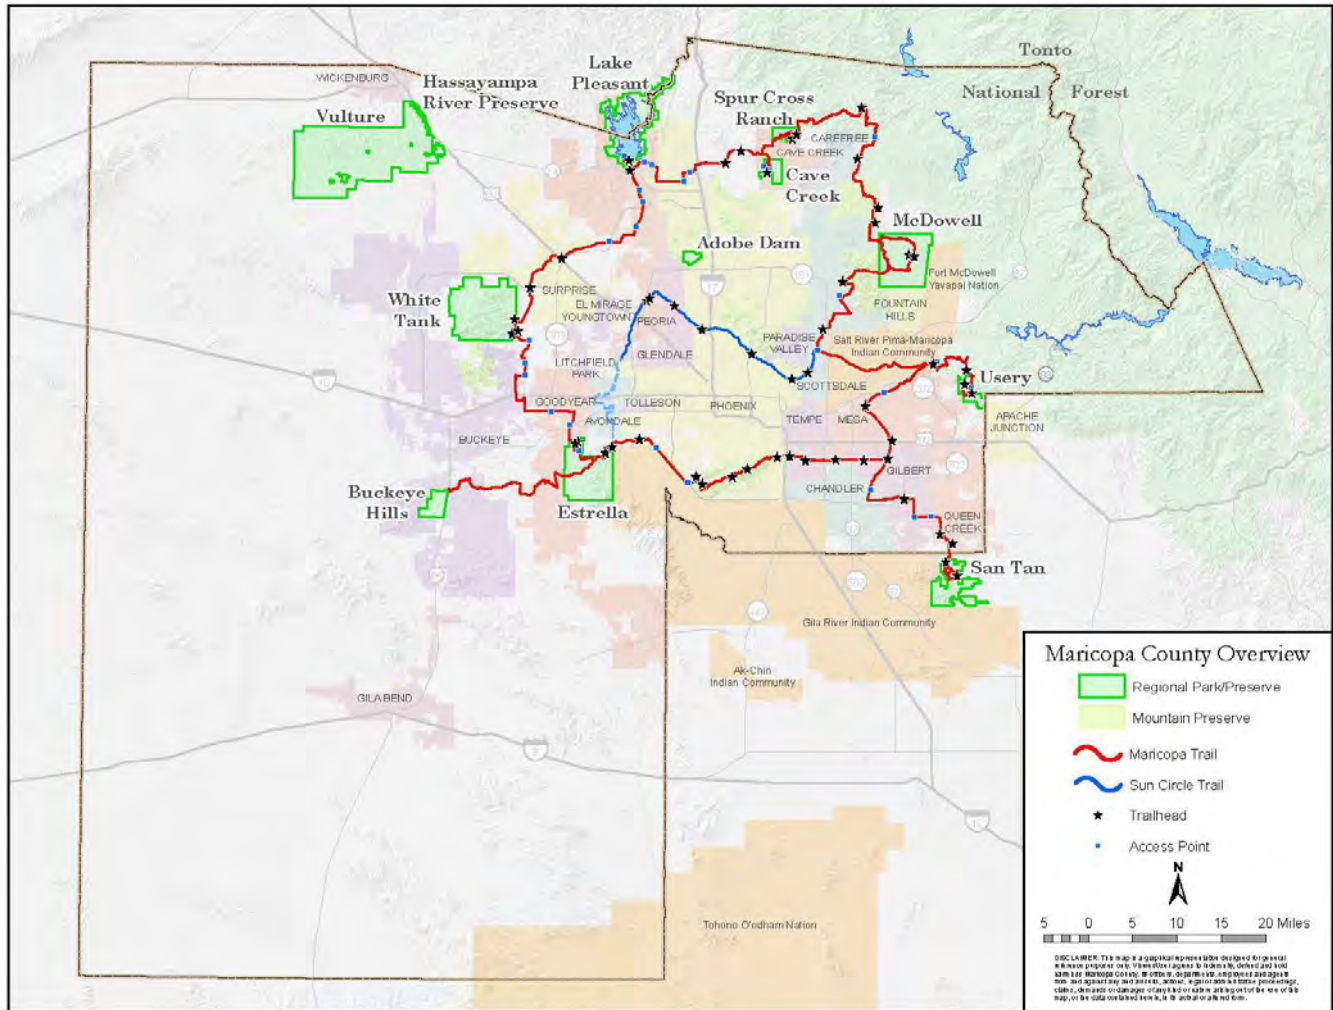 WICKENBURG
Hassayampa
River Preserve
Vulture
Lake
Pleasant
Spur Cross
Ranch
Tonto
National Forest
CAREFREE
CAVE CREEK
Cave
Creek
McDowell
Adobe Dam
Fort McDowell
Yavapai Nation
White
Tank
SURPRISE
EL MIRAGE
YOUNGTOWN
PEORIA
GLENDALE
FOUNTAIN
HILLS
PARADISE
VALLEY
Salt River Pima-Maricopa
Indian Community
LITCHFIELD
PARK
SCOTTSDALE
Usery
GOODYEAR
TOLLESON
PHOENIX
TEMPE
MESA
APACHE
JUNCTION
AVONDALE
BUCKEYE
GILBERT
CHANDLER
Buckeye
Hills
Estrella
QUEEN
CREEK
San Tan
Gila River Indian Community
Ak-Chin
Indian Community
GILA BEND
Tohono O'odham Nation
17
10
8
Maricopa County Overview
Regional Park/Preserve
Mountain Preserve
Maricopa Trail
Sun Circle Trail
Trailhead
Access Point
N
5 0 5 10 15 20 Miles